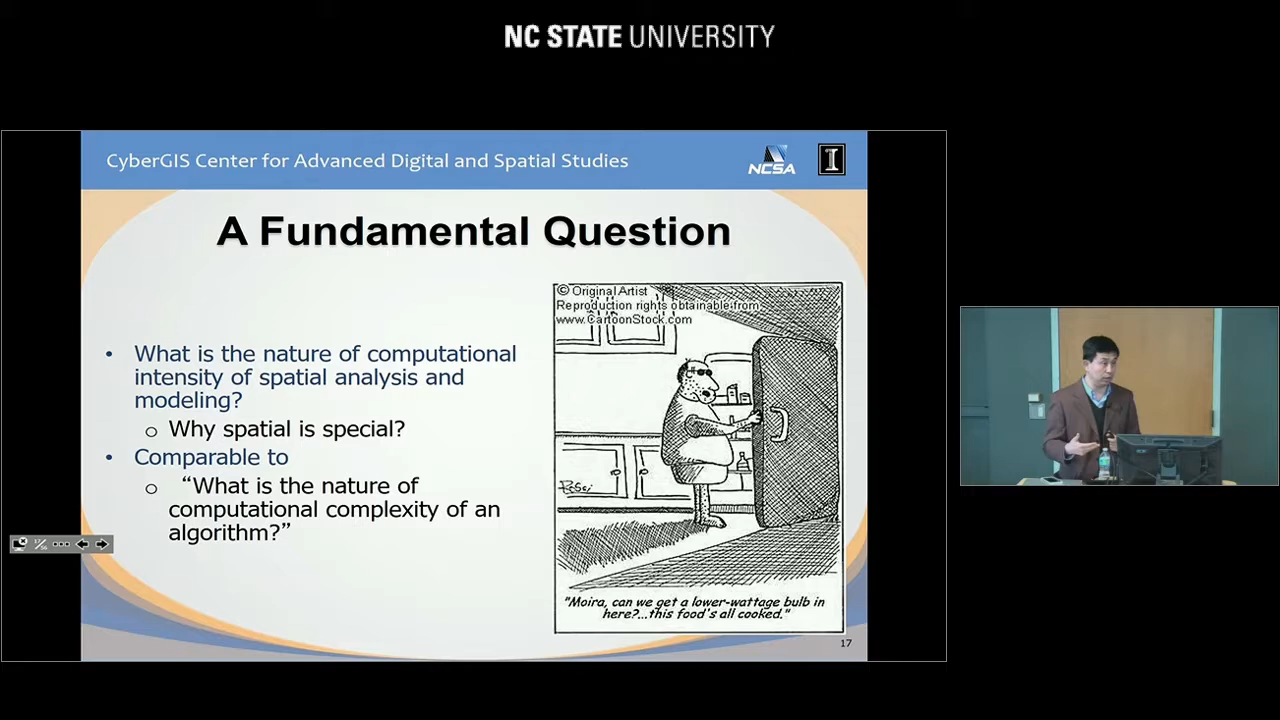 NC STATE UNIVERSITY
CyberGIS Center for Advanced Digital and Spatial Studies
NCSA
I
A Fundamental Question
© Original Artist
Reproduction rights obtainable from
www.CartoonStock.com
• What is the nature of computational
intensity of spatial analysis and
modeling?
o Why spatial is special?
• Comparable to
o “What is the nature of
computational complexity of an
algorithm?”
"Moira, can we get a lower-wattage bulb in
here?...this food's all cooked."
17